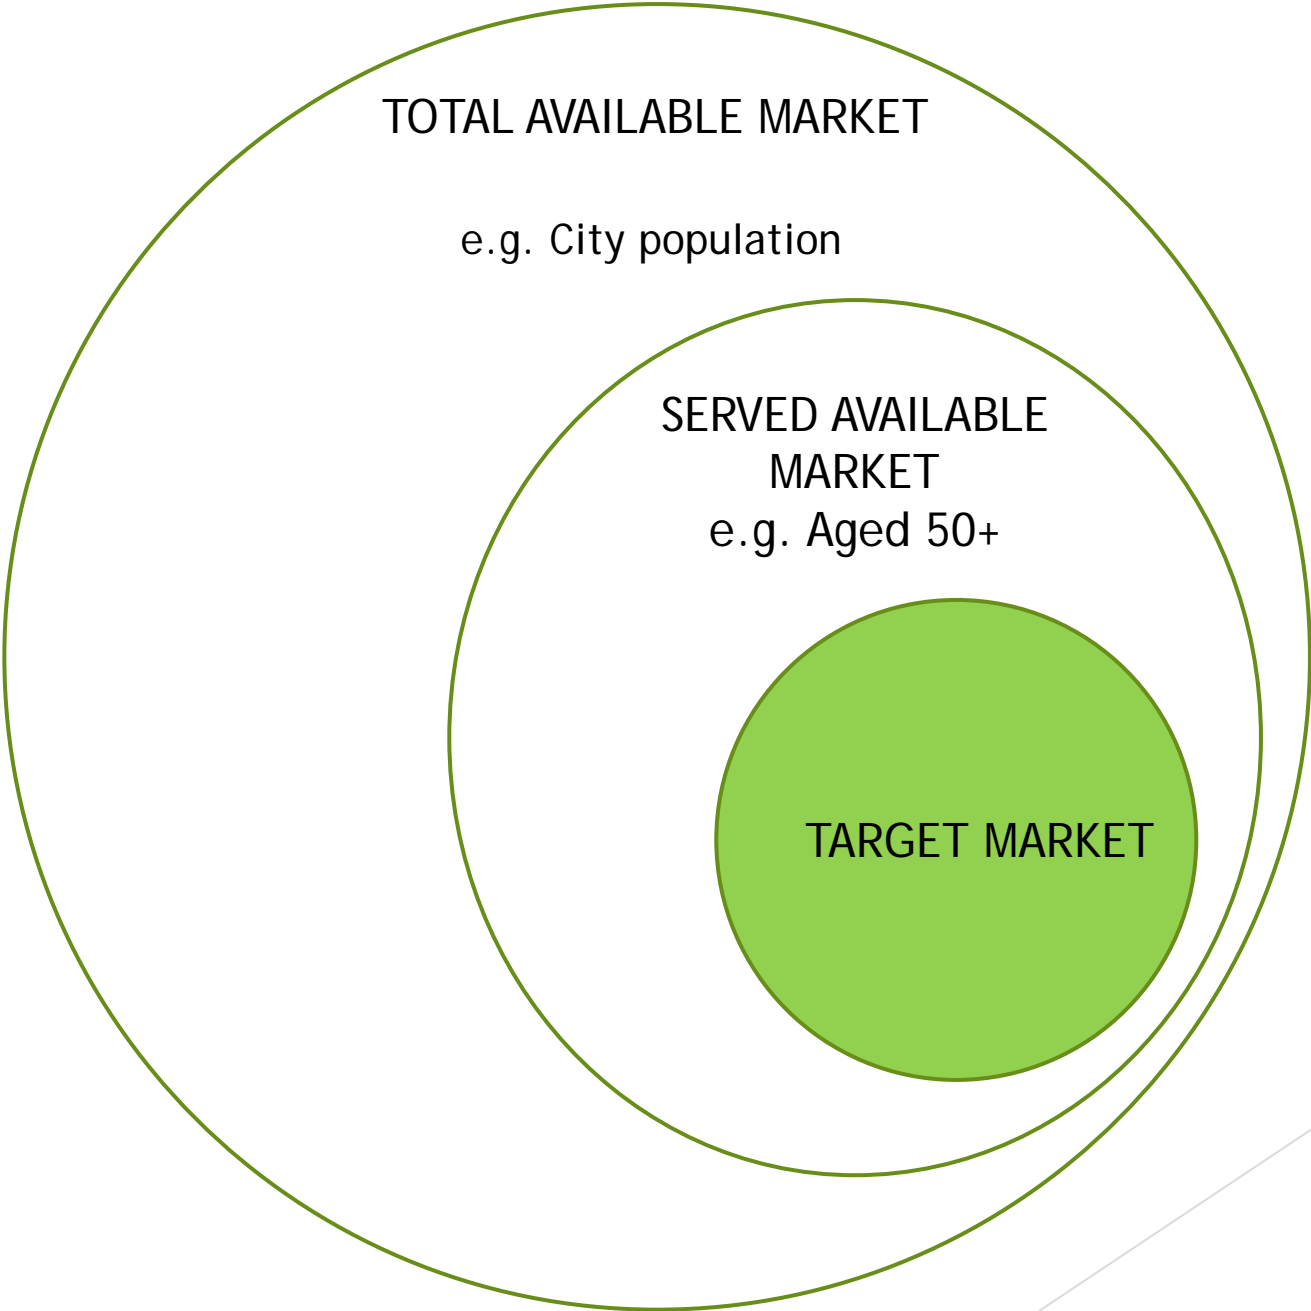 TOTAL AVAILABLE MARKET
e.g. City population
SERVED AVAILABLE
MARKET
e.g. Aged 50+
TARGET MARKET